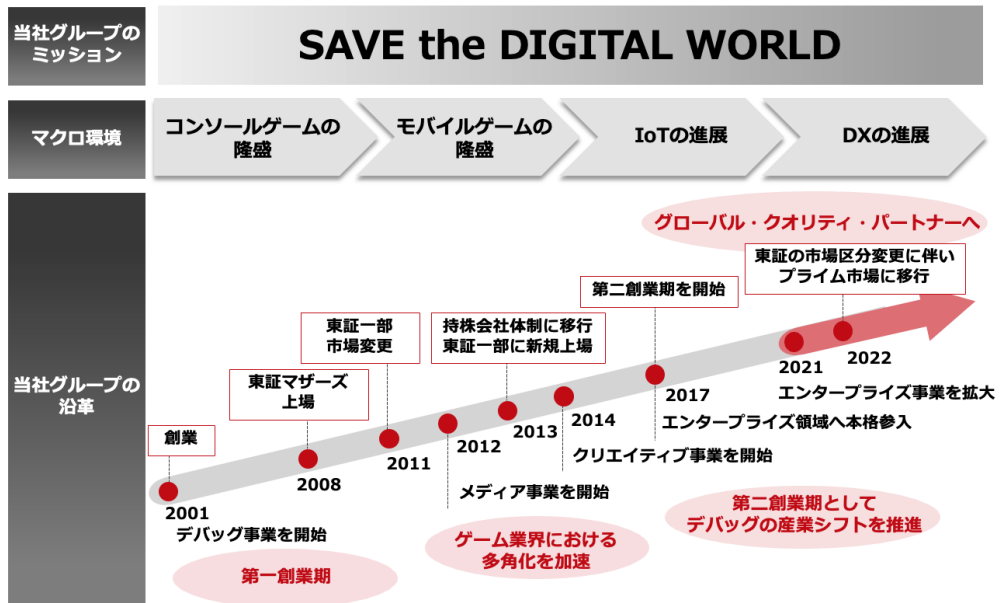 当社グループの
ミッション
SAVE the DIGITAL WORLD
マクロ環境
コンソールゲームの
隆盛
モバイルゲームの
隆盛
IoTの進展
DXの進展
当社グループの
沿革
グローバル・クオリティ・パートナーへ
東証の市場区分変更に伴い
プライム市場に移行
第二創業期を開始
東証一部
市場変更
持株会社体制に移行
東証一部に新規上場
東証マザーズ
上場
創業
2001
2008
2011
2012
2013
2014
2017
2021
2022
エンタープライズ事業を拡大
エンタープライズ領域へ本格参入
クリエイティブ事業を開始
メディア事業を開始
デバッグ事業を開始
第一創業期
ゲーム業界における
多角化を加速
第二創業期として
デバッグの産業シフトを推進